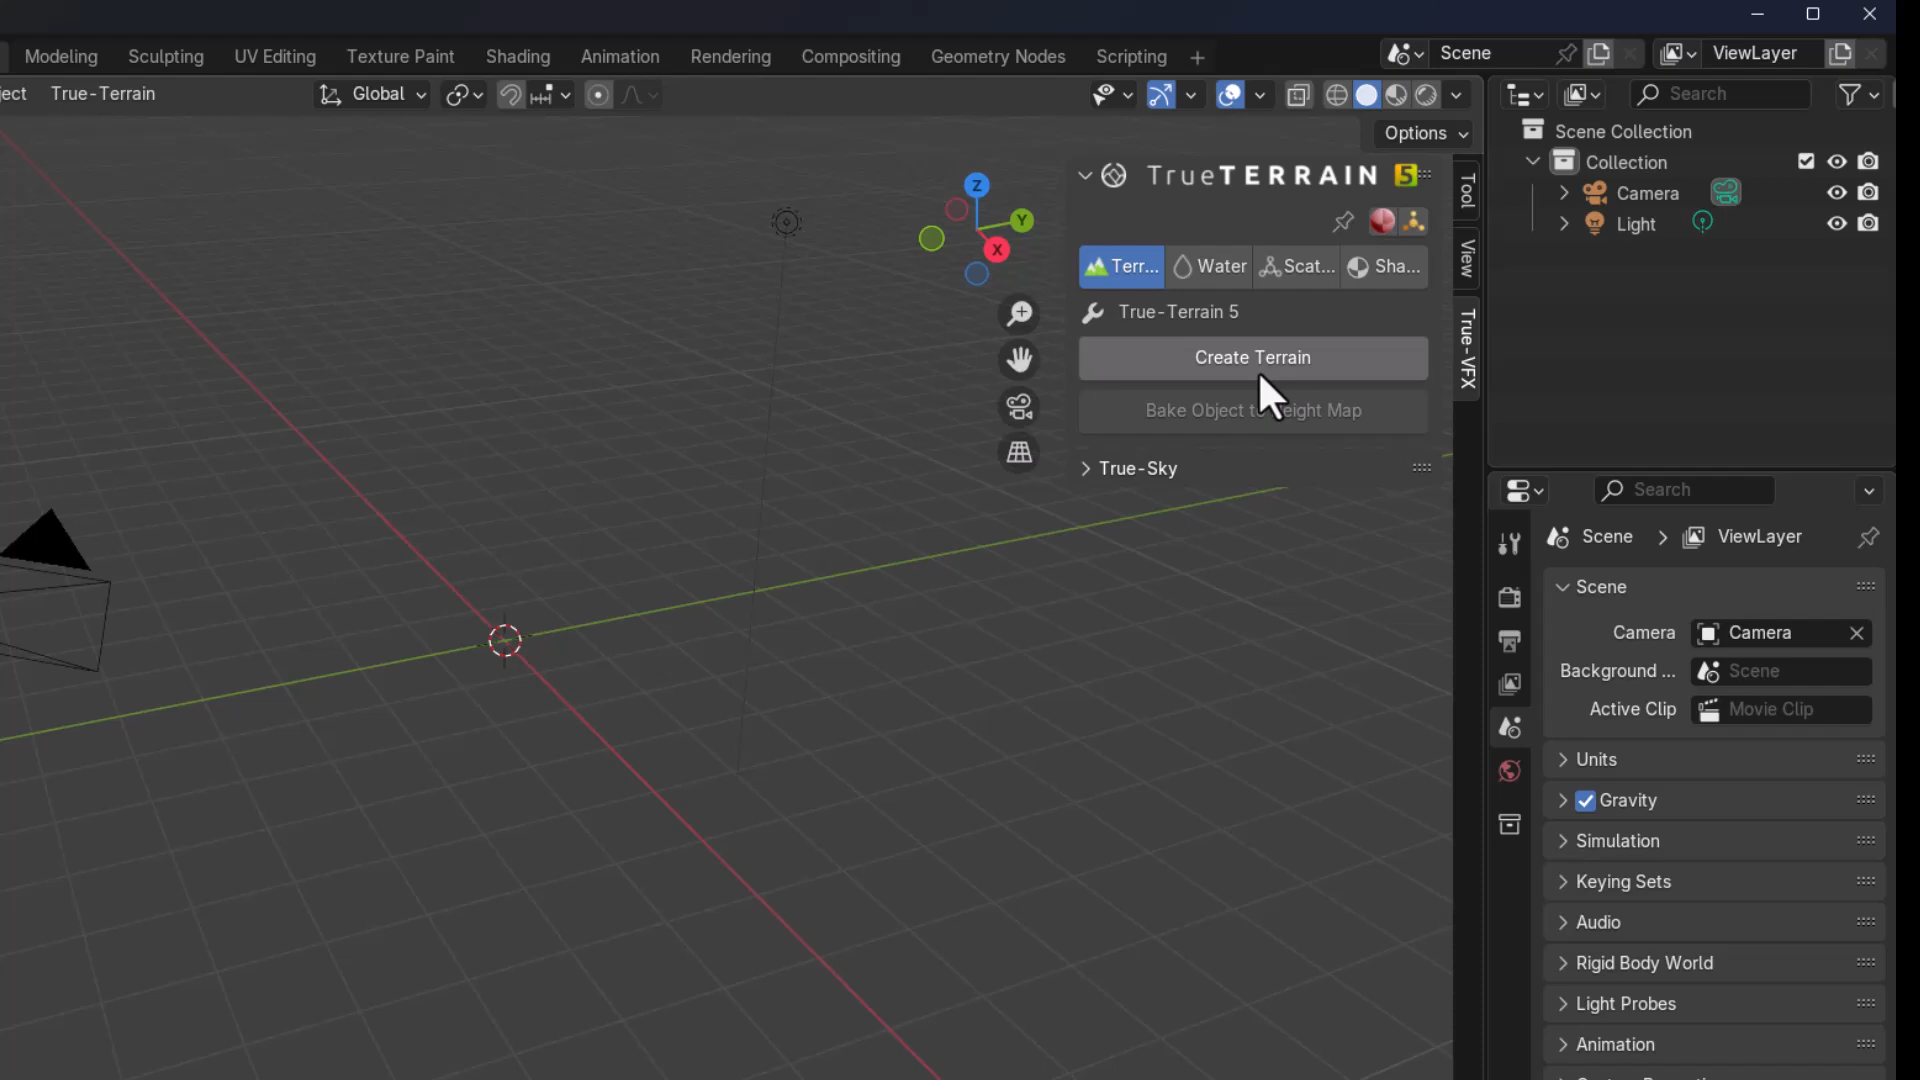 Modeling Sculpting UV Editing Texture Paint Shading Animation Rendering Compositing Geometry Nodes Scripting + Scene ViewLayer
ject True-Terrain Global Search
Options
Scene Collection
Collection
Camera
Light
TrueTERRAIN 5
Terr... Water Scat... Sha...
True-Terrain 5
Create Terrain
Bake Object t eight Map
True-Sky
Z
Y
X
Tool
View
True-VFX
Search
Scene ViewLayer
Scene
Camera Camera
Background ... Scene
Active Clip Movie Clip
Units
Gravity
Simulation
Keying Sets
Audio
Rigid Body World
Light Probes
Animation